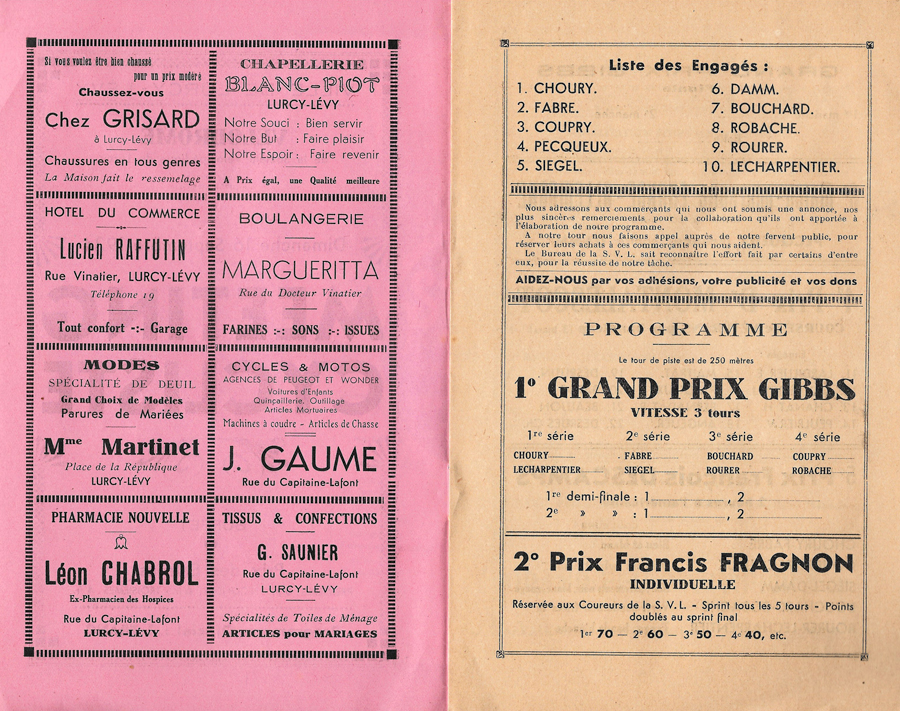 Si vous voulez être bien chaussé
pour un prix modéré
Chaussez-vous
Chez GRISARD
à Lurcy-Lévy
Chaussures en tous genres
La Maison fait le ressemelage
HOTEL DU COMMERCE
Lucien RAFFUTIN
Rue Vinatier, LURCY-LÉVY
Téléphone 19
Tout confort -:- Garage
MODES
SPÉCIALITÉ DE DEUIL
Grand Choix de Modèles
Parures de Mariées
Mme Martinet
Place de la République
LURCY-LÉVY
PHARMACIE NOUVELLE
Léon CHABROL
Ex-Pharmacien des Hospices
Rue du Capitaine-Lafont
LURCY-LÉVY
CHAPELLERIE
BLANC-PIOT
LURCY-LÉVY
Notre Souci : Bien servir
Notre But : Faire plaisir
Notre Espoir : Faire revenir
A Prix égal, une Qualité meilleure
BOULANGERIE
MARGUERITTA
Rue du Docteur Vinatier
FARINES :-: SONS :-: ISSUES
CYCLES & MOTOS
AGENCES DE PEUGEOT ET WONDER
Voitures d'Enfants
Quincaillerie, Outillage
Articles Mortuaires
Machines à coudre - Articles de Chasse
J. GAUME
Rue du Capitaine-Lafont
TISSUS & CONFECTIONS
G. SAUNIER
Rue du Capitaine-Lafont
LURCY-LÉVY
Spécialités de Toiles de Ménage
ARTICLES pour MARIAGES
Liste des Engagés :
1. CHOURY.
2. FABRE.
3. COUPRY.
4. PECQUEUX.
5. SIEGEL.
6. DAMM.
7. BOUCHARD.
8. ROBACHE.
9. ROURER.
10. LECHARPENTIER.
Nous adressons aux commerçants qui nous ont soumis une annonce, nos
plus sincères remerciements pour la collaboration qu'ils ont apportée à
l'élaboration de notre programme.
A notre tour nous faisons appel auprès de notre fervent public, pour
réserver leurs achats à ces commerçants qui nous aident.
Le Bureau de la S. V. L. sait reconnaître l'effort fait par certains d'entre
eux, pour la réussite de notre tâche.
AIDEZ-NOUS par vos adhésions, votre publicité et vos dons
PROGRAMME
Le tour de piste est de 250 mètres
1° GRAND PRIX GIBBS
VITESSE 3 tours
1re série 2e série 3e série 4e série
CHOURY FABRE BOUCHARD COUPRY
LECHARPENTIER SIEGEL ROURER ROBACHE
1re demi-finale : 1 , 2
2e » » : 1 , 2
2° Prix Francis FRAGNON
INDIVIDUELLE
Réservée aux Coureurs de la S. V. L. - Sprint tous les 5 tours - Points
doublés au sprint final
1er 70 — 2e 60 — 3e 50 — 4e 40, etc.